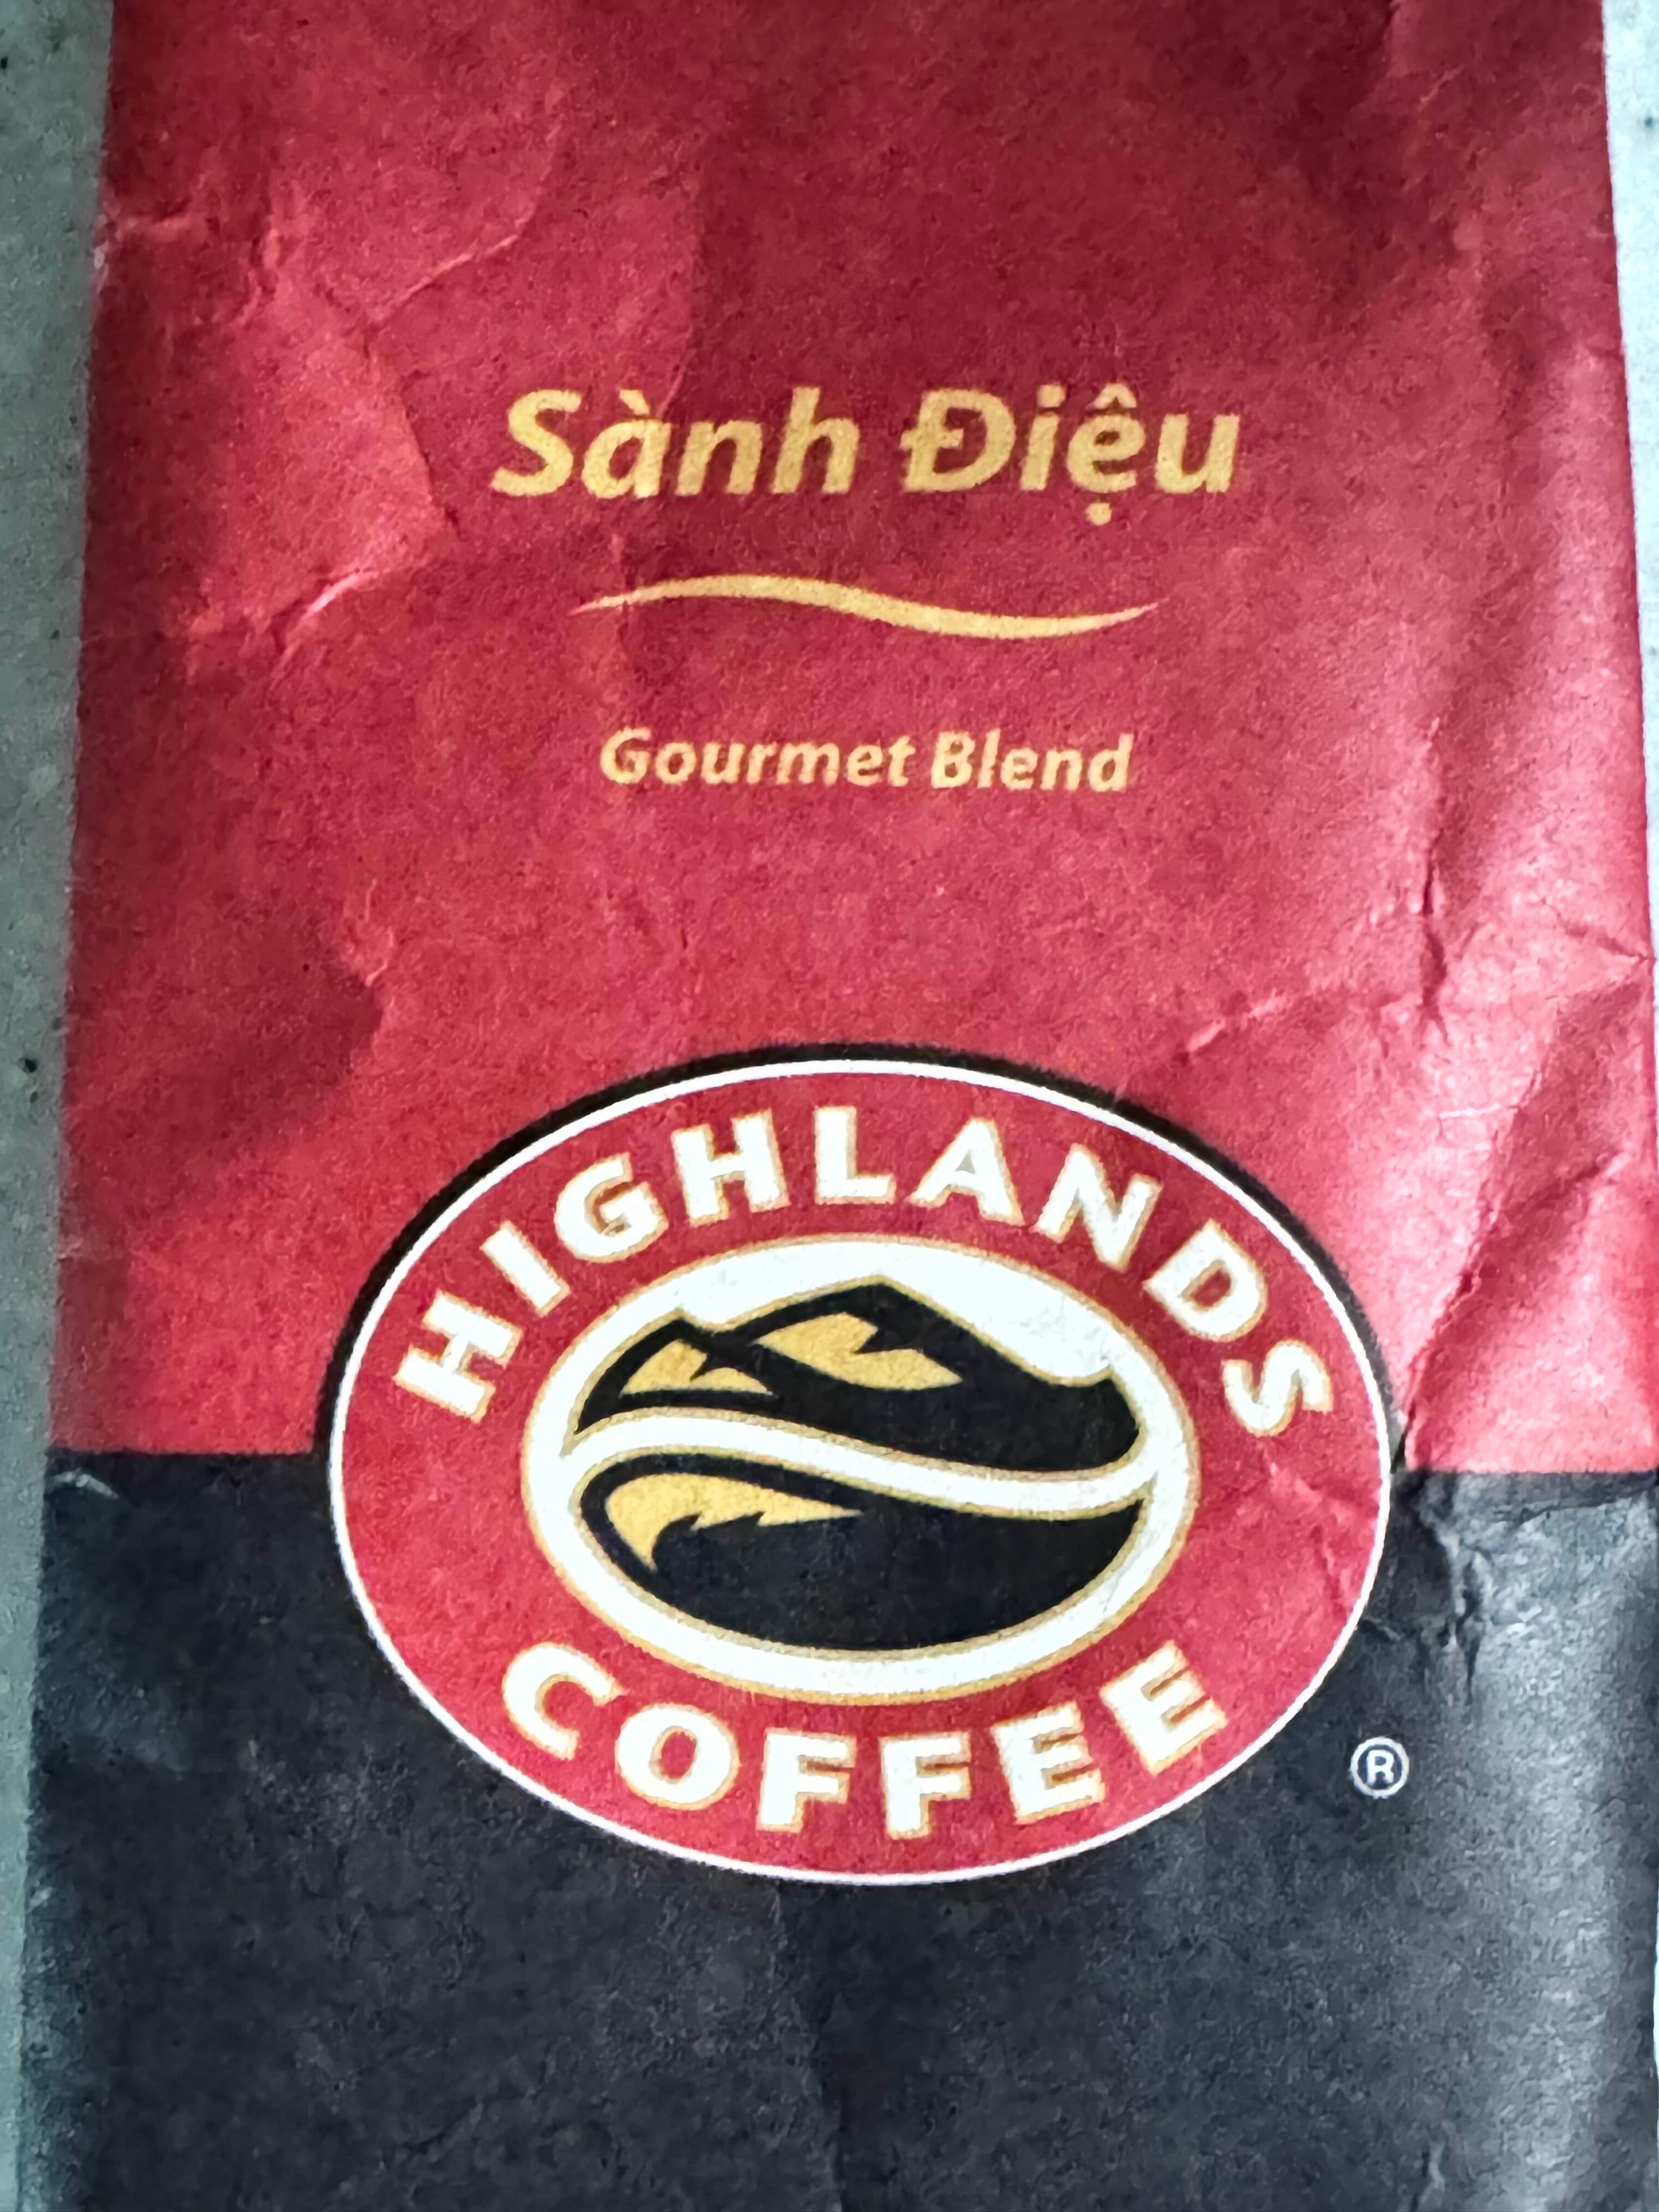 Sành Điệu
Gourmet Blend
HIGHLANDS
COFFEE
®